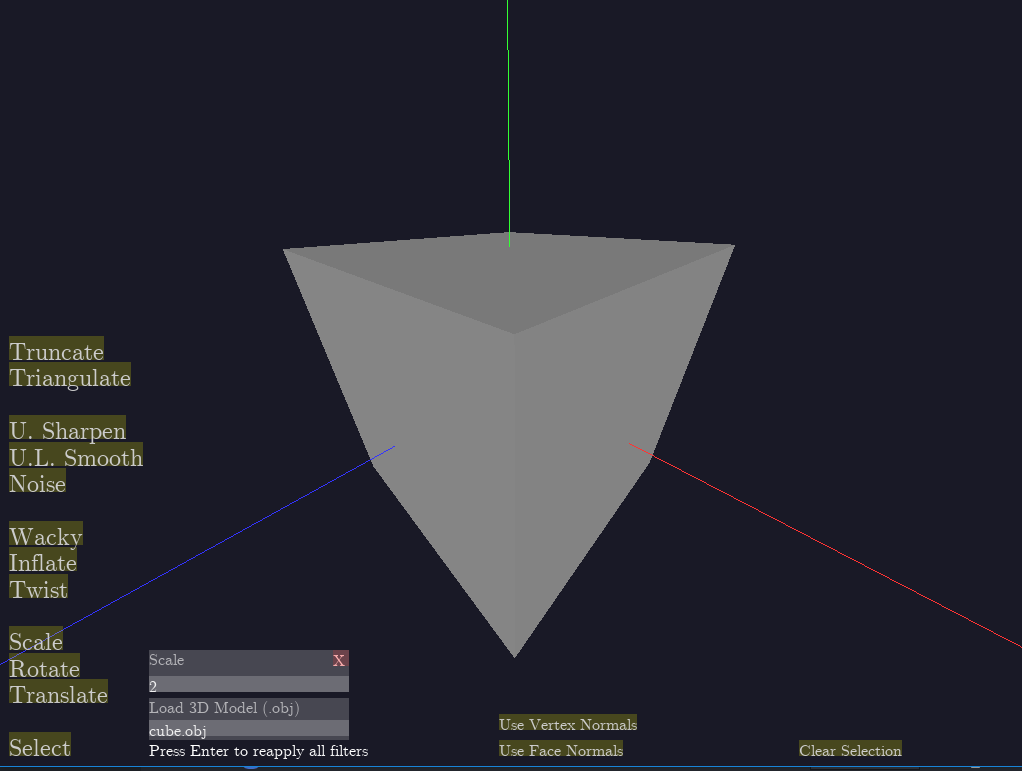 Truncate
Triangulate
U. Sharpen
U.L. Smooth
Noise
Wacky
Inflate
Twist
Scale
Rotate
Translate
Select
Scale X
2
Load 3D Model (.obj)
cube.obj
Press Enter to reapply all filters
Use Vertex Normals
Use Face Normals
Clear Selection